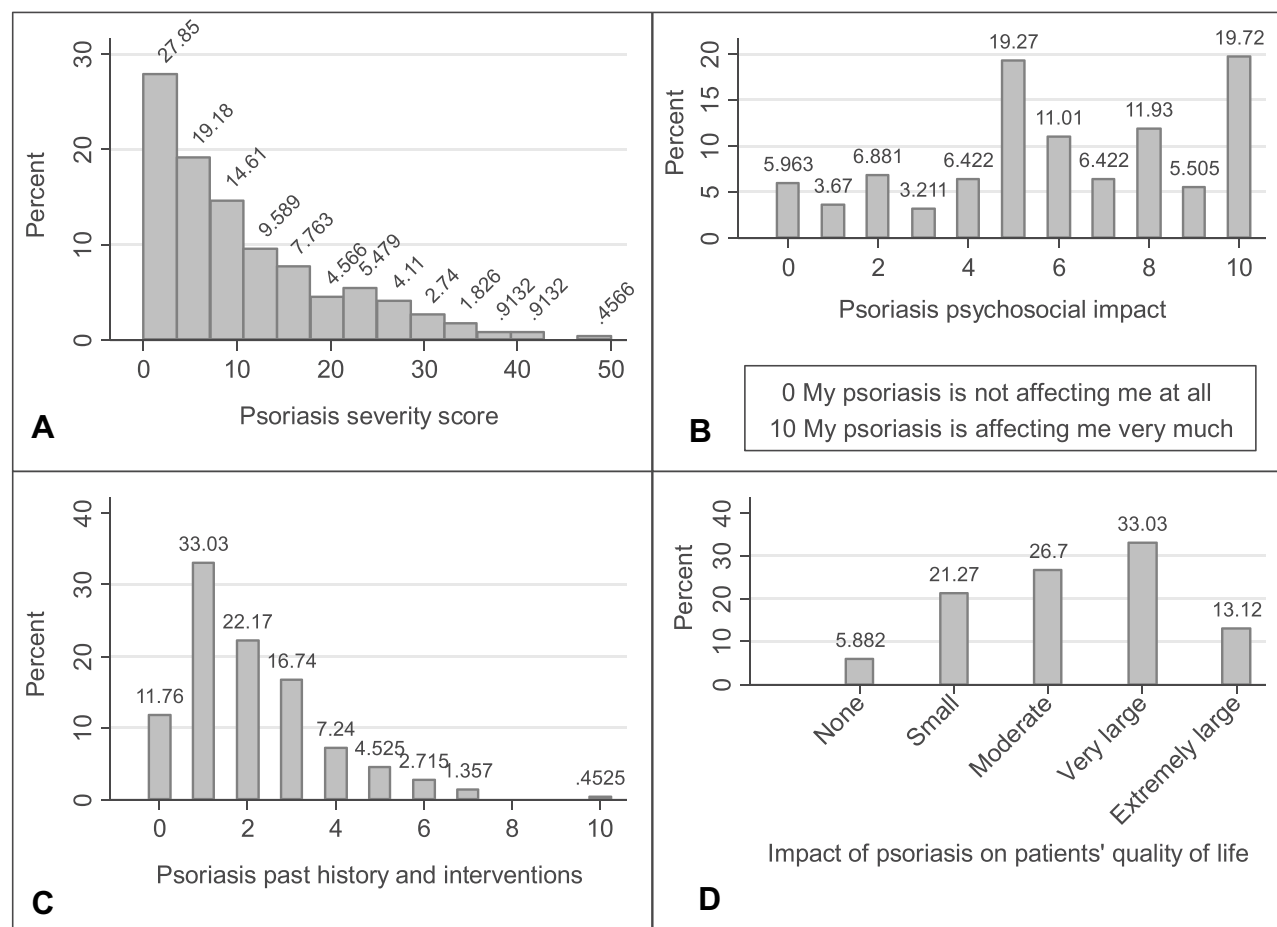 27.85
19.18
14.61
9.589
7.763
4.566
5.479
4.11
2.74
1.826
.9132
.9132
.4566
30
20
10
0
Percent
0 10 20 30 40 50
Psoriasis severity score
A
5.963
3.67
6.881
3.211
6.422
19.27
11.01
6.422
11.93
5.505
19.72
20
15
10
5
0
Percent
0 2 4 6 8 10
Psoriasis psychosocial impact
0 My psoriasis is not affecting me at all
10 My psoriasis is affecting me very much
B
11.76
33.03
22.17
16.74
7.24
4.525
2.715
1.357
.4525
40
30
20
10
0
Percent
0 2 4 6 8 10
Psoriasis past history and interventions
C
5.882
21.27
26.7
33.03
13.12
40
30
20
10
0
Percent
None
Small
Moderate
Very large
Extremely large
Impact of psoriasis on patients' quality of life
D